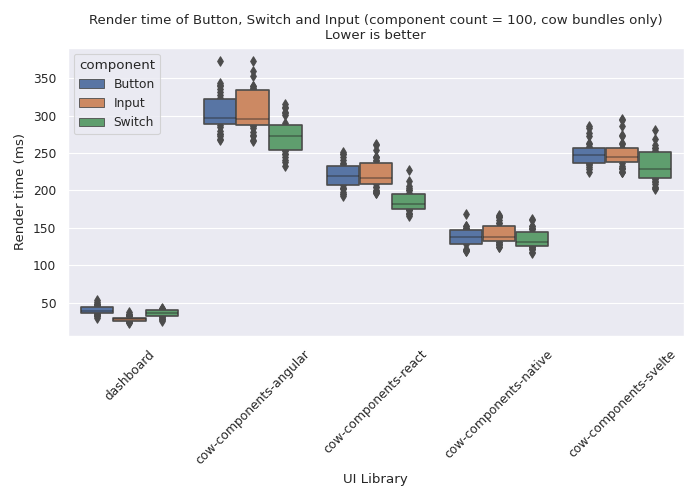 Render time of Button, Switch and Input (component count = 100, cow bundles only)
Lower is better
component
Button
Input
Switch
Render time (ms)
350
300
250
200
150
100
50
dashboard
cow-components-angular
cow-components-react
cow-components-native
cow-components-svelte
UI Library